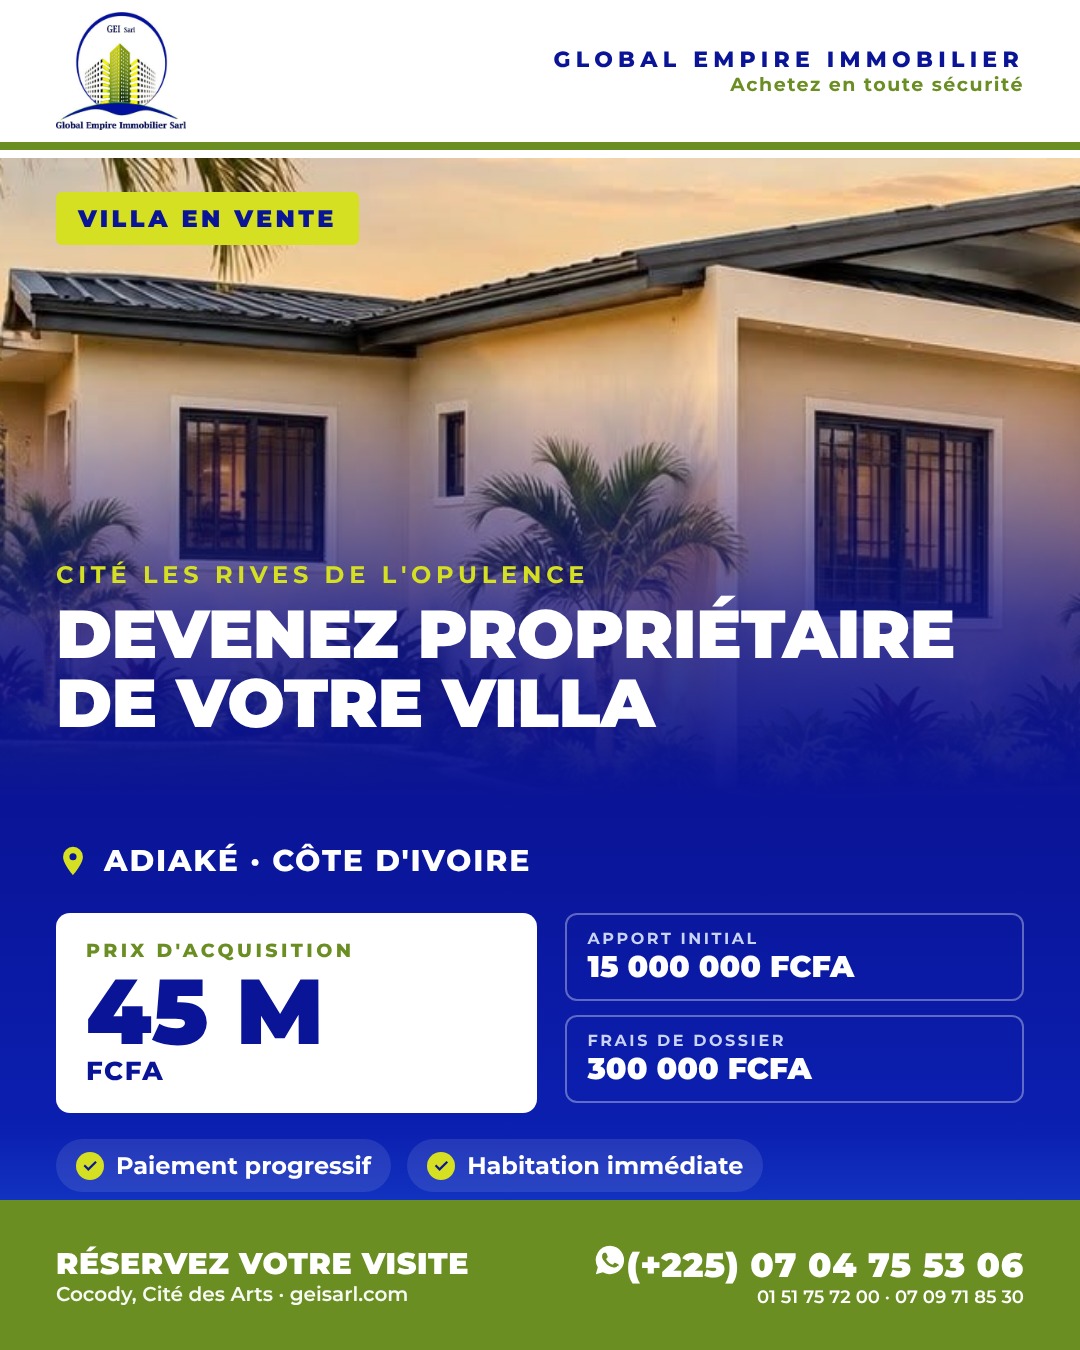 GEI Sarl
Global Empire Immobilier Sarl
GLOBAL EMPIRE IMMOBILIER
Achetez en toute sécurité
VILLA EN VENTE
CITÉ LES RIVES DE L'OPULENCE
DEVENEZ PROPRIÉTAIRE
DE VOTRE VILLA
ADIAKÉ · CÔTE D'IVOIRE
PRIX D'ACQUISITION
45 M
FCFA
APPORT INITIAL
15 000 000 FCFA
FRAIS DE DOSSIER
300 000 FCFA
Paiement progressif
Habitation immédiate
RÉSERVEZ VOTRE VISITE
Cocody, Cité des Arts · geisarl.com
(+225) 07 04 75 53 06
01 51 75 72 00 · 07 09 71 85 30